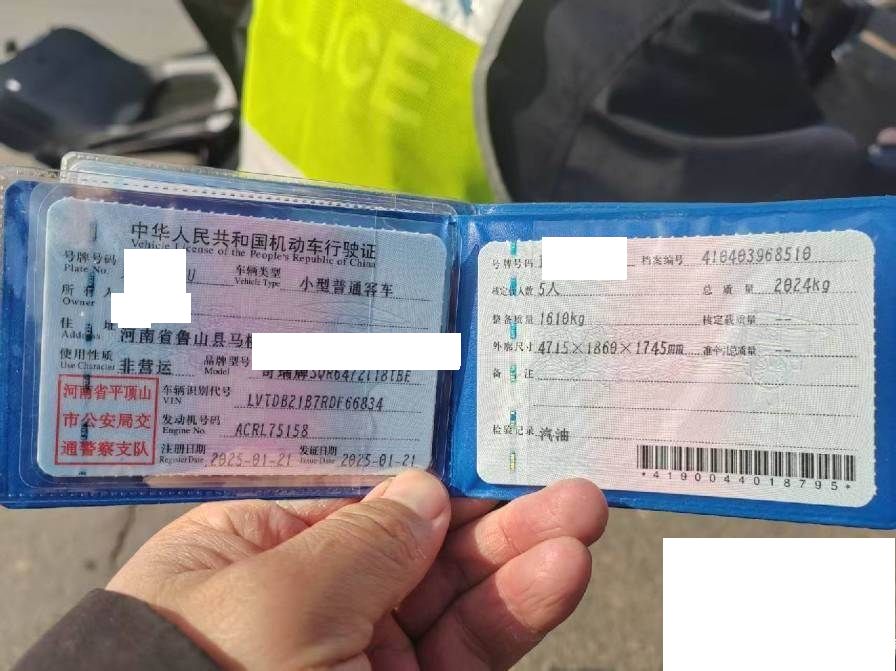 POLICE
中华人民共和国机动车行驶证
Vehicle License of the People's Republic of China
号牌号码
Plate No.
U
车辆类型
Vehicle Type
小型普通客车
所有人
Owner
住址
Address
河南省鲁山县马
使用性质
Use Character
非营运
品牌型号
Model
河南省平顶山
市公安局交
通警察支队
车辆识别代号
VIN
LVTDB21B7RDF66834
发动机号码
Engine No.
ACRL75158
注册日期
Register Date
2025-01-21
发证日期
Issue Date
2025-01-21
号牌号码
档案编号
410403968510
核定载人数
5人
总质量
2024kg
整备质量
1610kg
核定载质量
--
外廓尺寸
4715×1860×1745mm
准牵引总质量
--
备注
检验记录
汽油
*4190044018795*